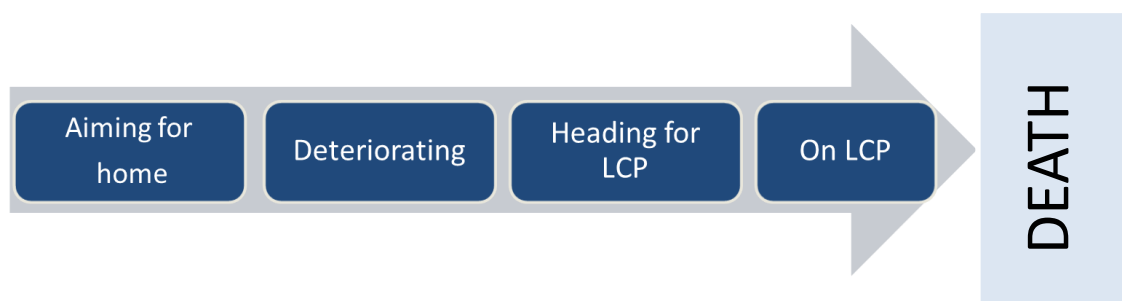 Aiming for
home
Deteriorating
Heading for
LCP
On LCP
DEATH